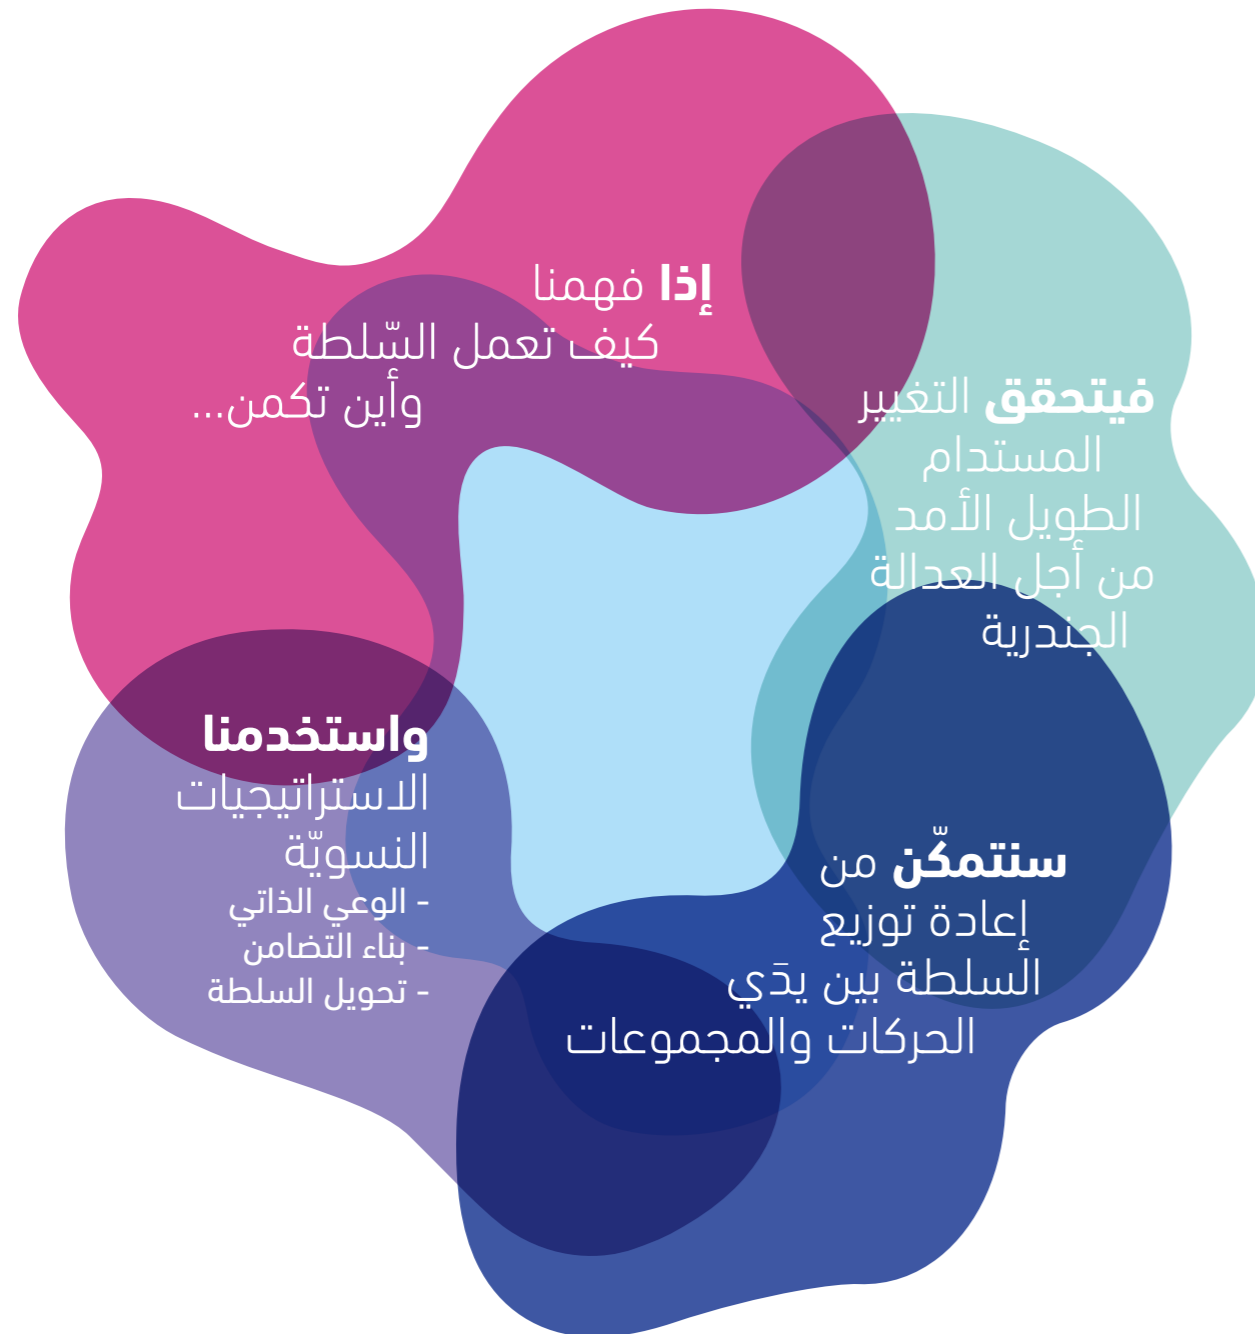 إذا فهمنا
كيف تعمل السّلطة
وأين تكمن...
واستخدمنا
الاستراتيجيات
النسويّة
- الوعي الذاتي
- بناء التضامن
- تحويل السلطة
سنتمكّن من
إعادة توزيع
السلطة بين يدَي
الحركات والمجموعات
فيتحقق التغيير
المستدام
الطويل الأمد
من أجل العدالة
الجندرية